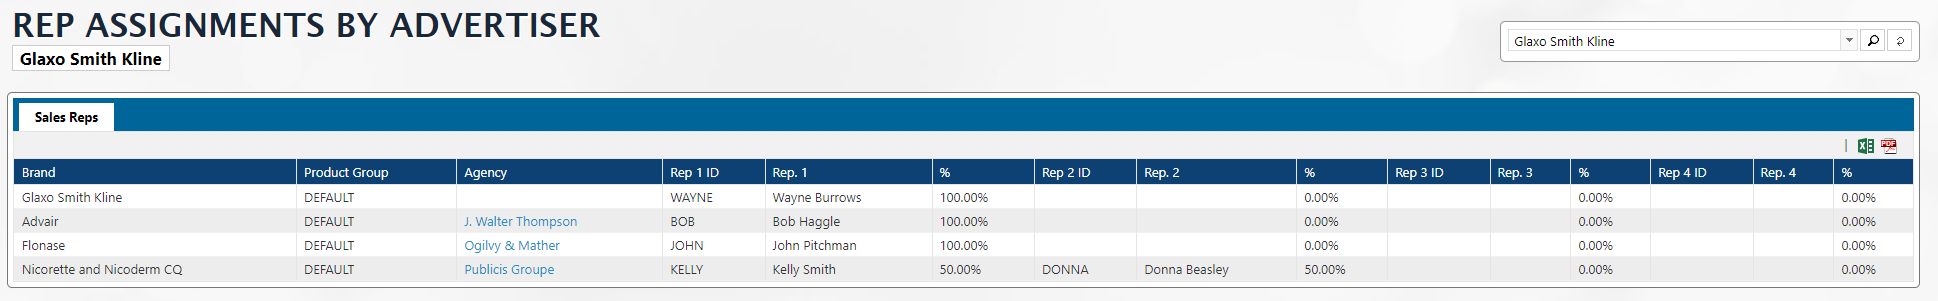 REP ASSIGNMENTS BY ADVERTISER
Glaxo Smith Kline
Glaxo Smith Kline
Sales Reps
Brand Product Group Agency Rep 1 ID Rep. 1 % Rep 2 ID Rep. 2 % Rep 3 ID Rep. 3 % Rep 4 ID Rep. 4 %
Glaxo Smith Kline DEFAULT WAYNE Wayne Burrows 100.00% 0.00% 0.00% 0.00%
Advair DEFAULT J. Walter Thompson BOB Bob Haggle 100.00% 0.00% 0.00% 0.00%
Flonase DEFAULT Ogilvy & Mather JOHN John Pitchman 100.00% 0.00% 0.00% 0.00%
Nicorette and Nicoderm CQ DEFAULT Publicis Groupe KELLY Kelly Smith 50.00% DONNA Donna Beasley 50.00% 0.00% 0.00%